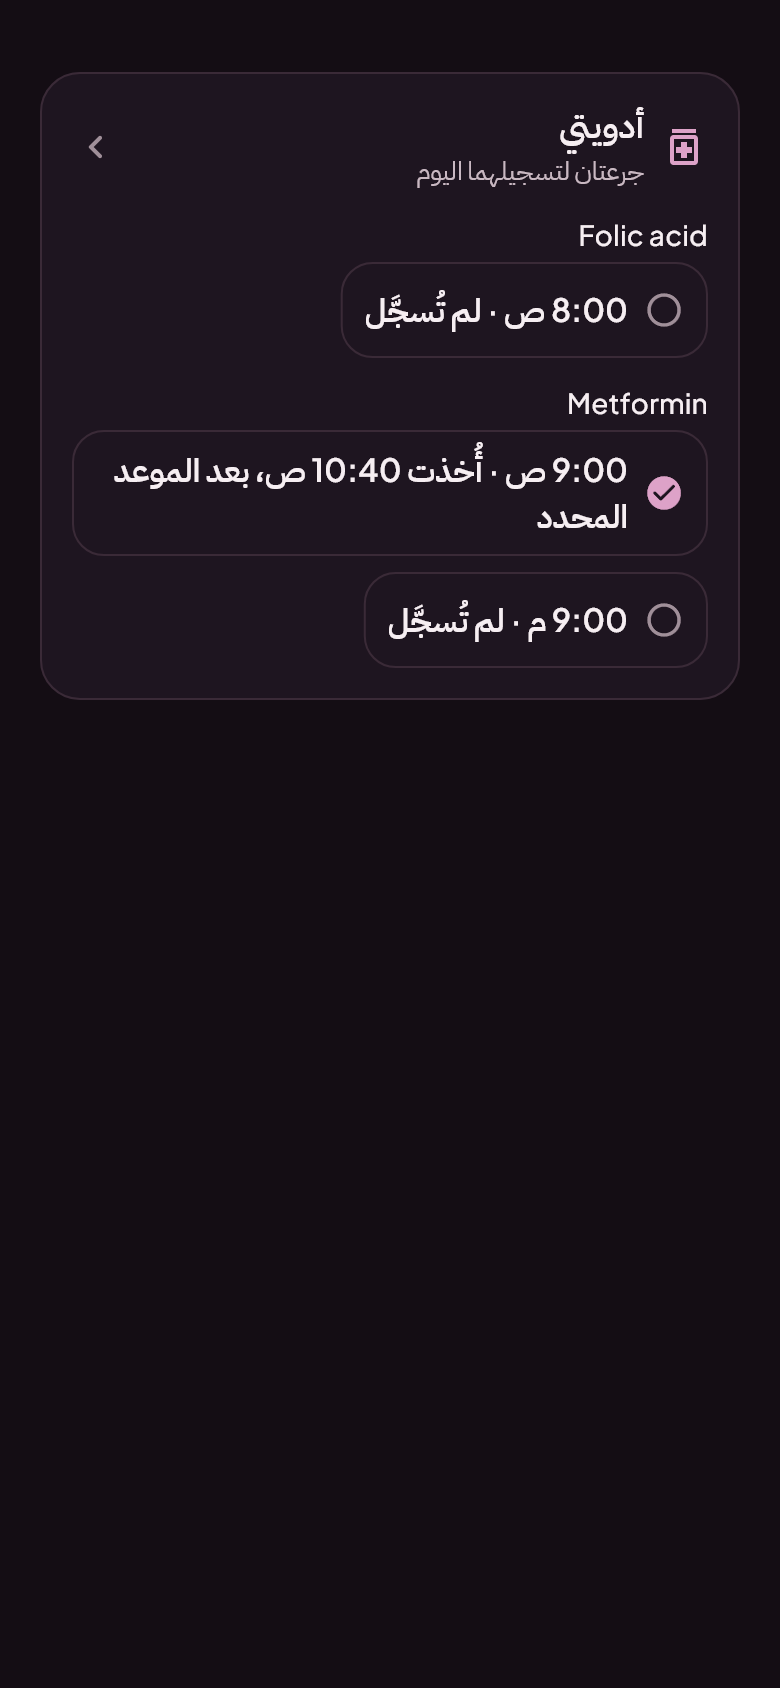 أدويتي
جرعتان لتسجيلهما اليوم
Folic acid
8:00 ص · لم تُسجَّل
Metformin
9:00 ص · أُخذت 10:40 ص، بعد الموعد
المحدد
9:00 م · لم تُسجَّل